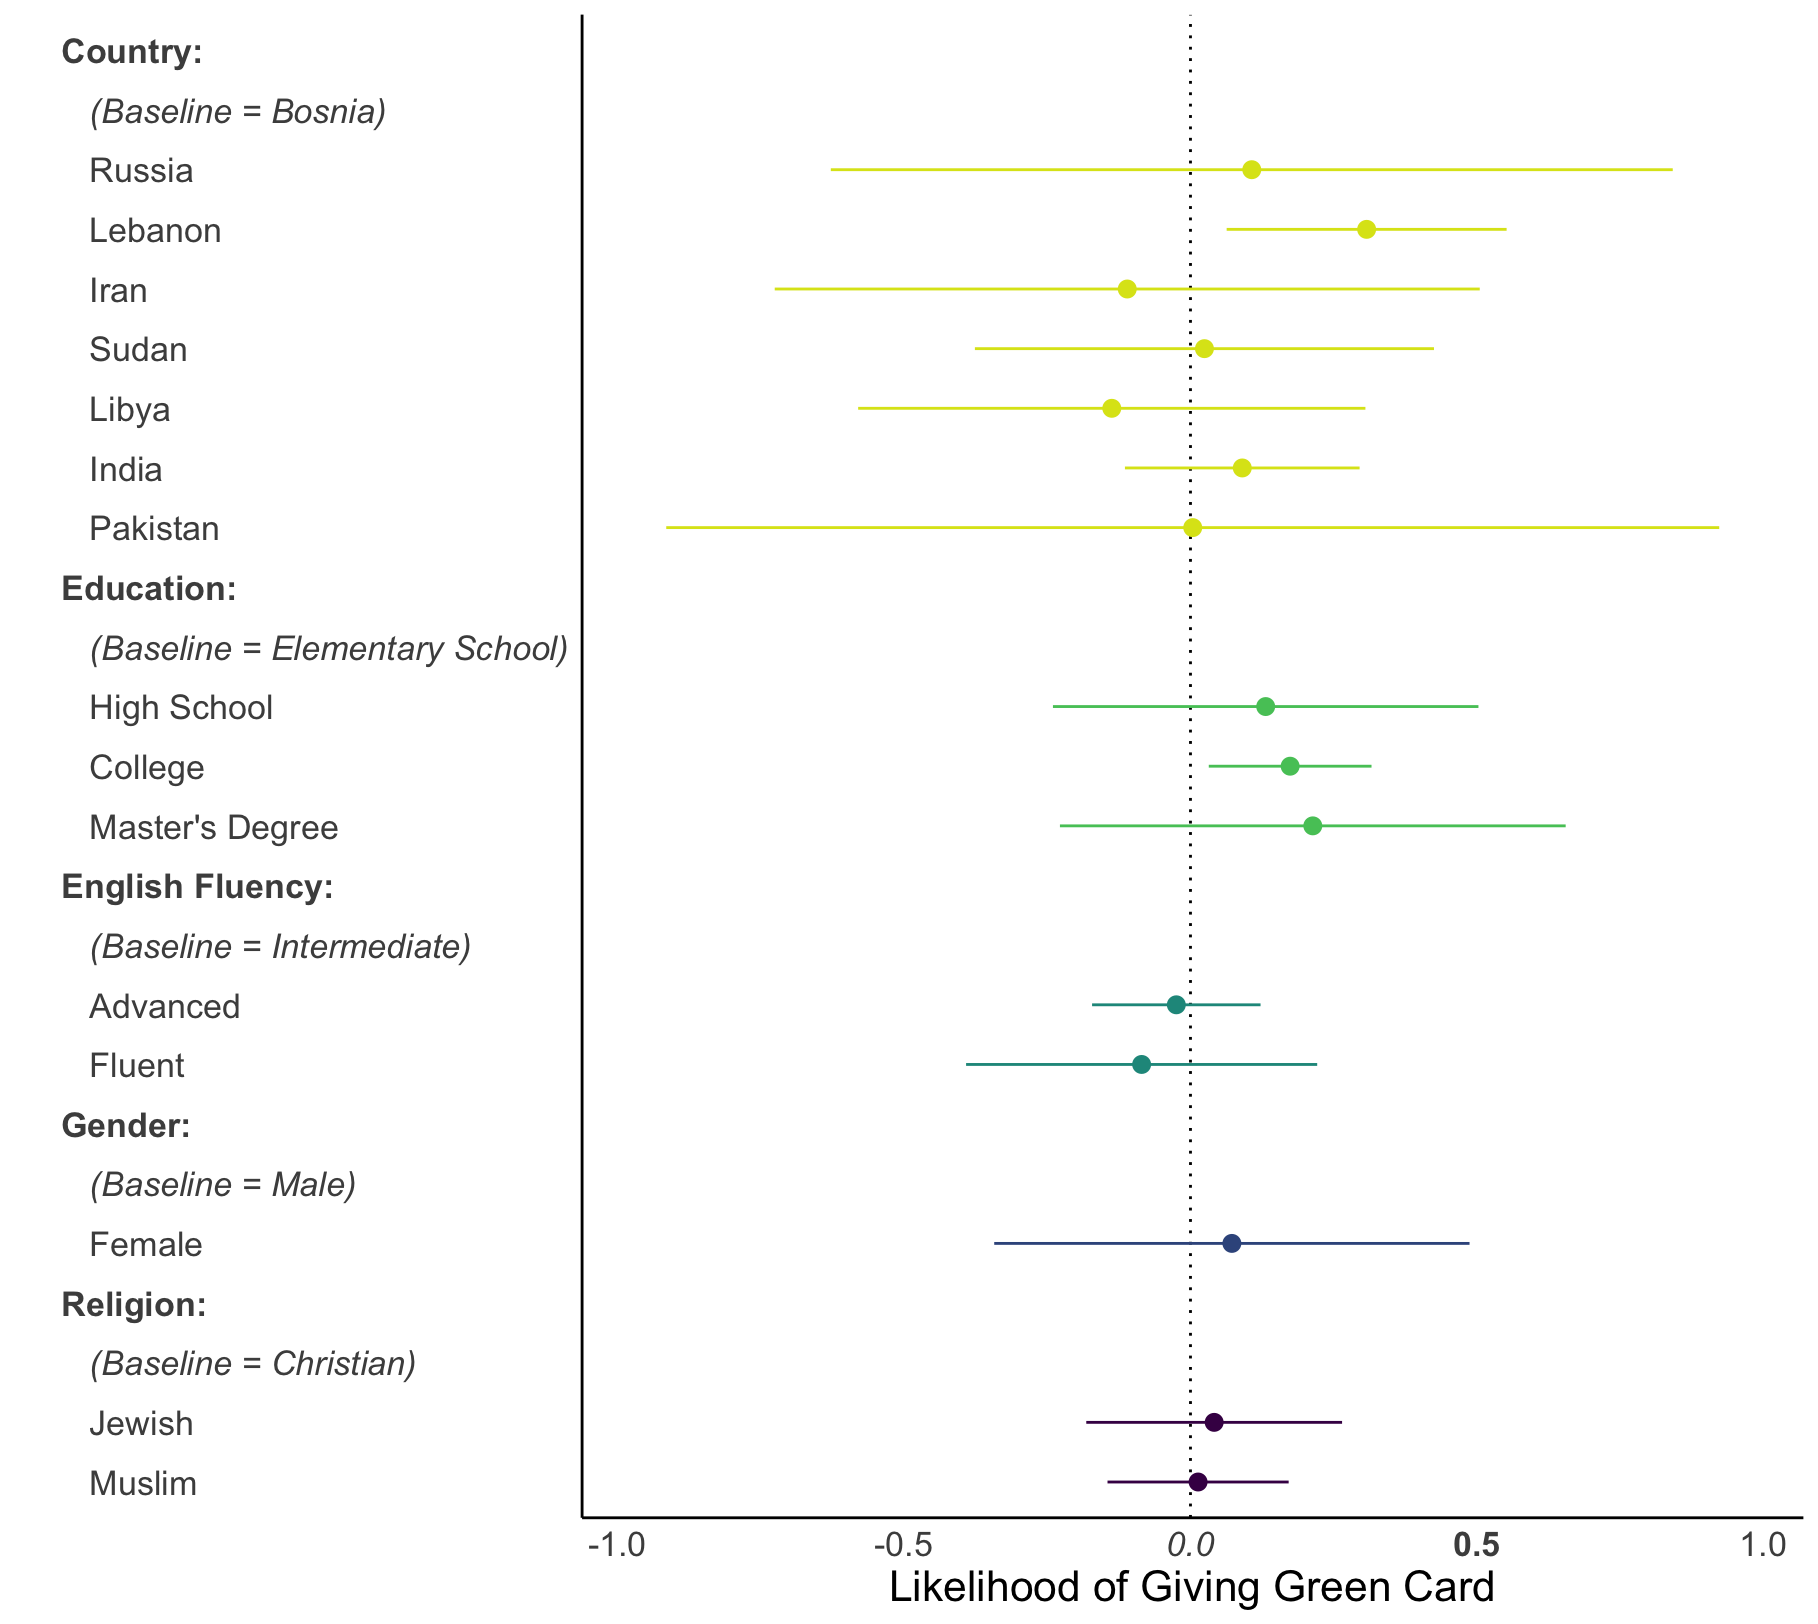 Country:
(Baseline = Bosnia)
Russia
Lebanon
Iran
Sudan
Libya
India
Pakistan
Education:
(Baseline = Elementary School)
High School
College
Master's Degree
English Fluency:
(Baseline = Intermediate)
Advanced
Fluent
Gender:
(Baseline = Male)
Female
Religion:
(Baseline = Christian)
Jewish
Muslim
-1.0 -0.5 0.0 0.5 1.0
Likelihood of Giving Green Card